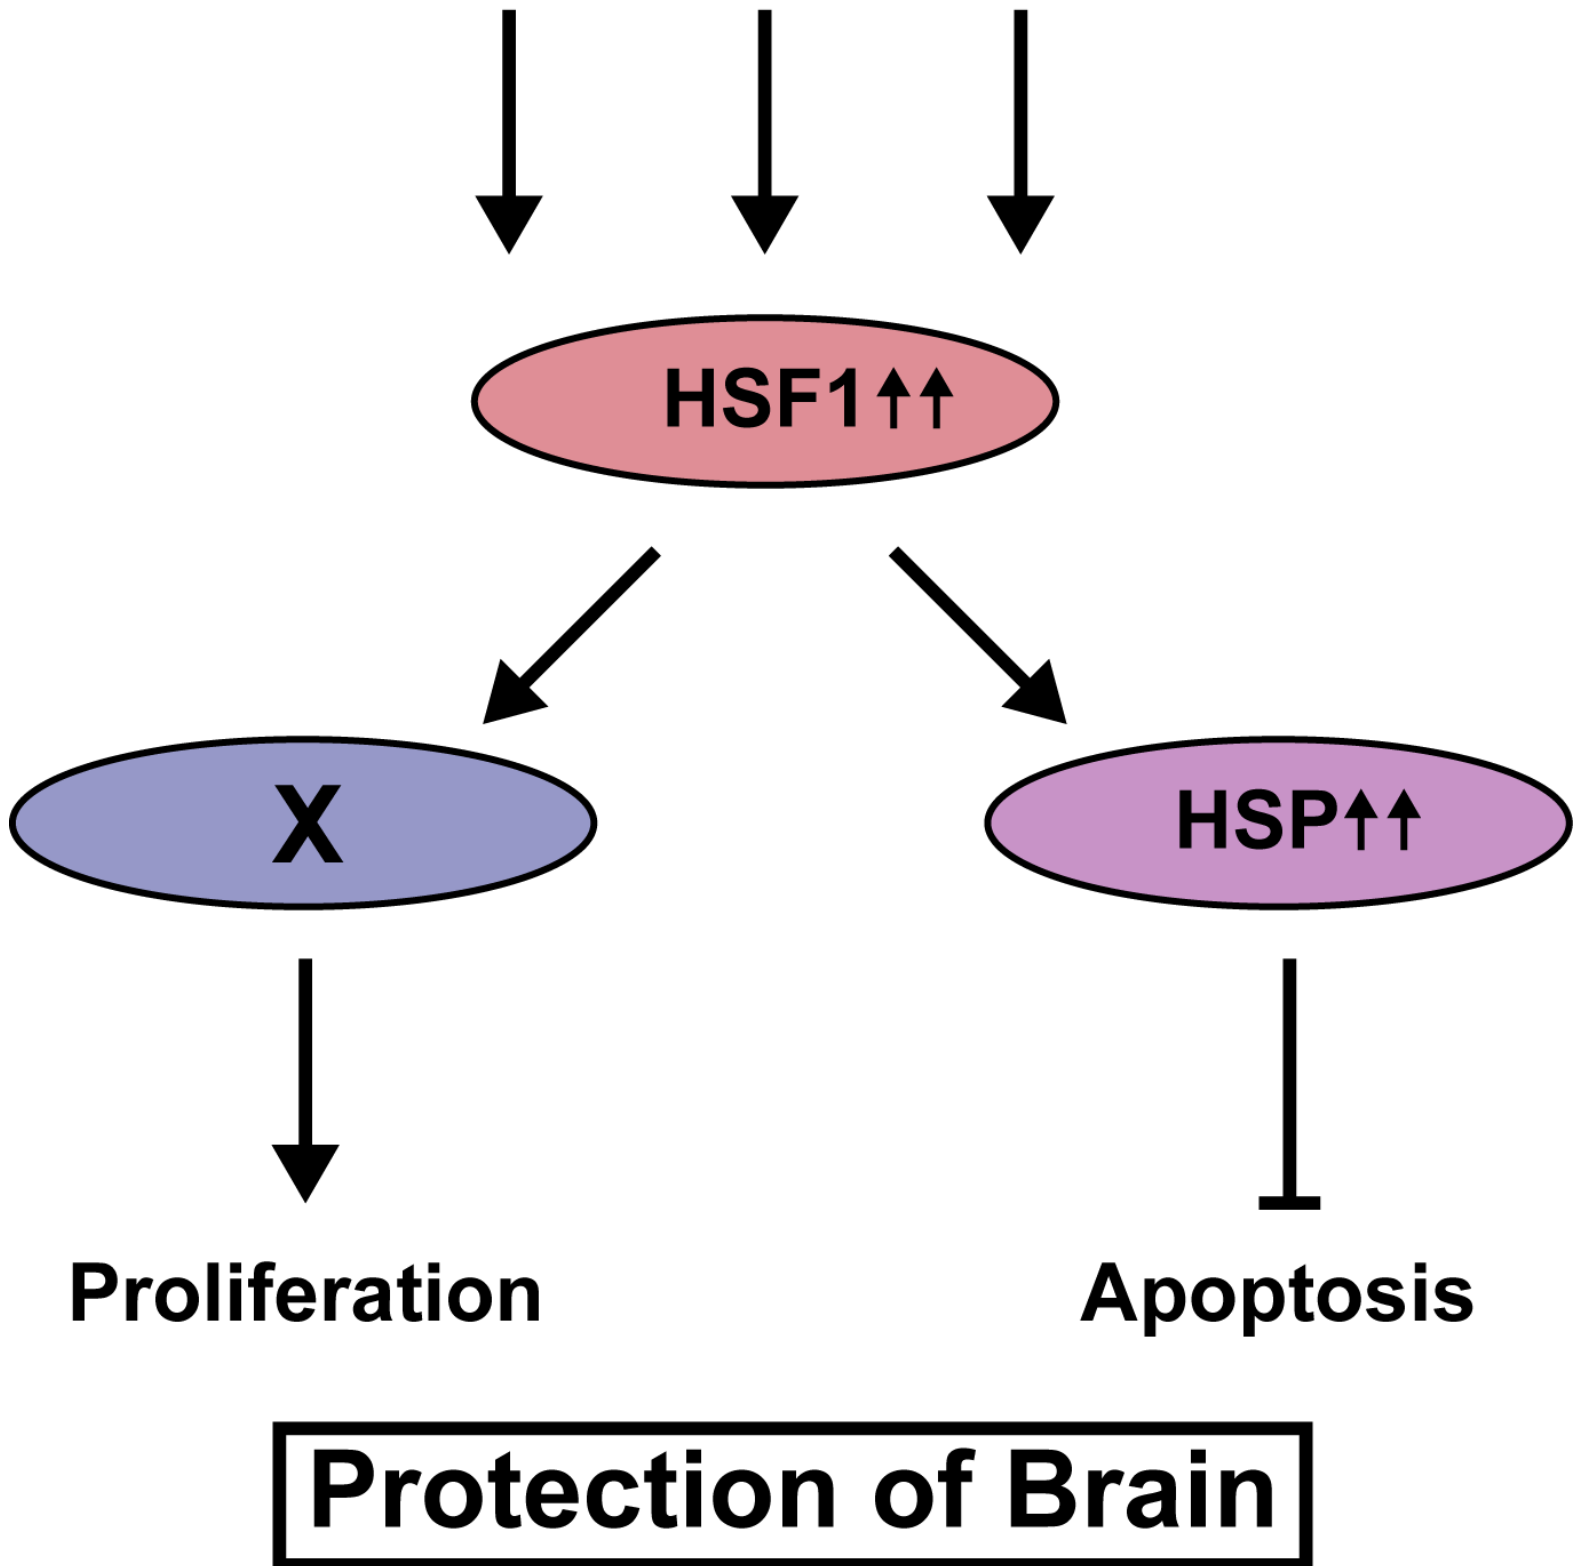 HSF1↑↑
X
HSP↑↑
Proliferation
Apoptosis
Protection of Brain